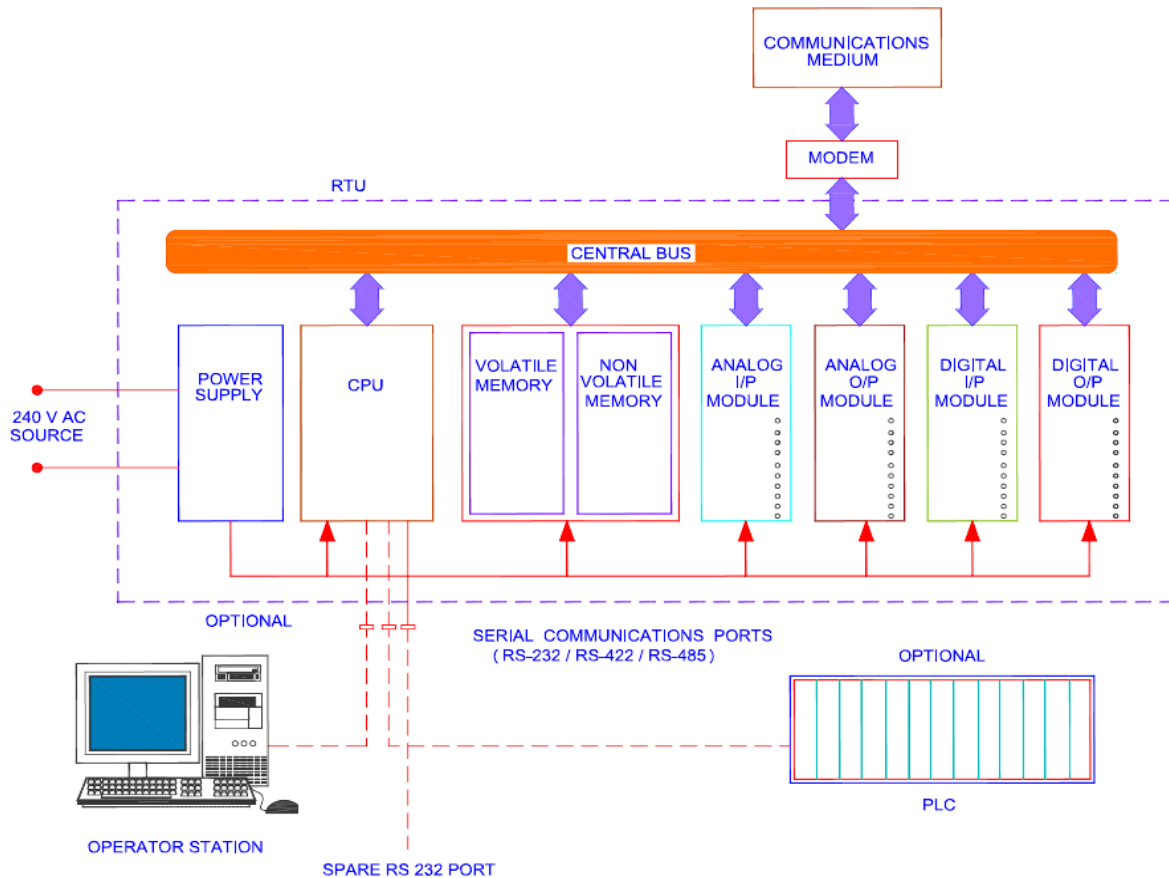 COMMUNICATIONS
MEDIUM
MODEM
RTU
CENTRAL BUS
POWER
SUPPLY
CPU
VOLATILE
MEMORY
NON
VOLATILE
MEMORY
ANALOG
I/P
MODULE
ANALOG
O/P
MODULE
DIGITAL
I/P
MODULE
DIGITAL
O/P
MODULE
240 V AC
SOURCE
OPTIONAL
SERIAL COMMUNICATIONS PORTS
( RS-232 / RS-422 / RS-485 )
OPTIONAL
PLC
OPERATOR STATION
SPARE RS 232 PORT